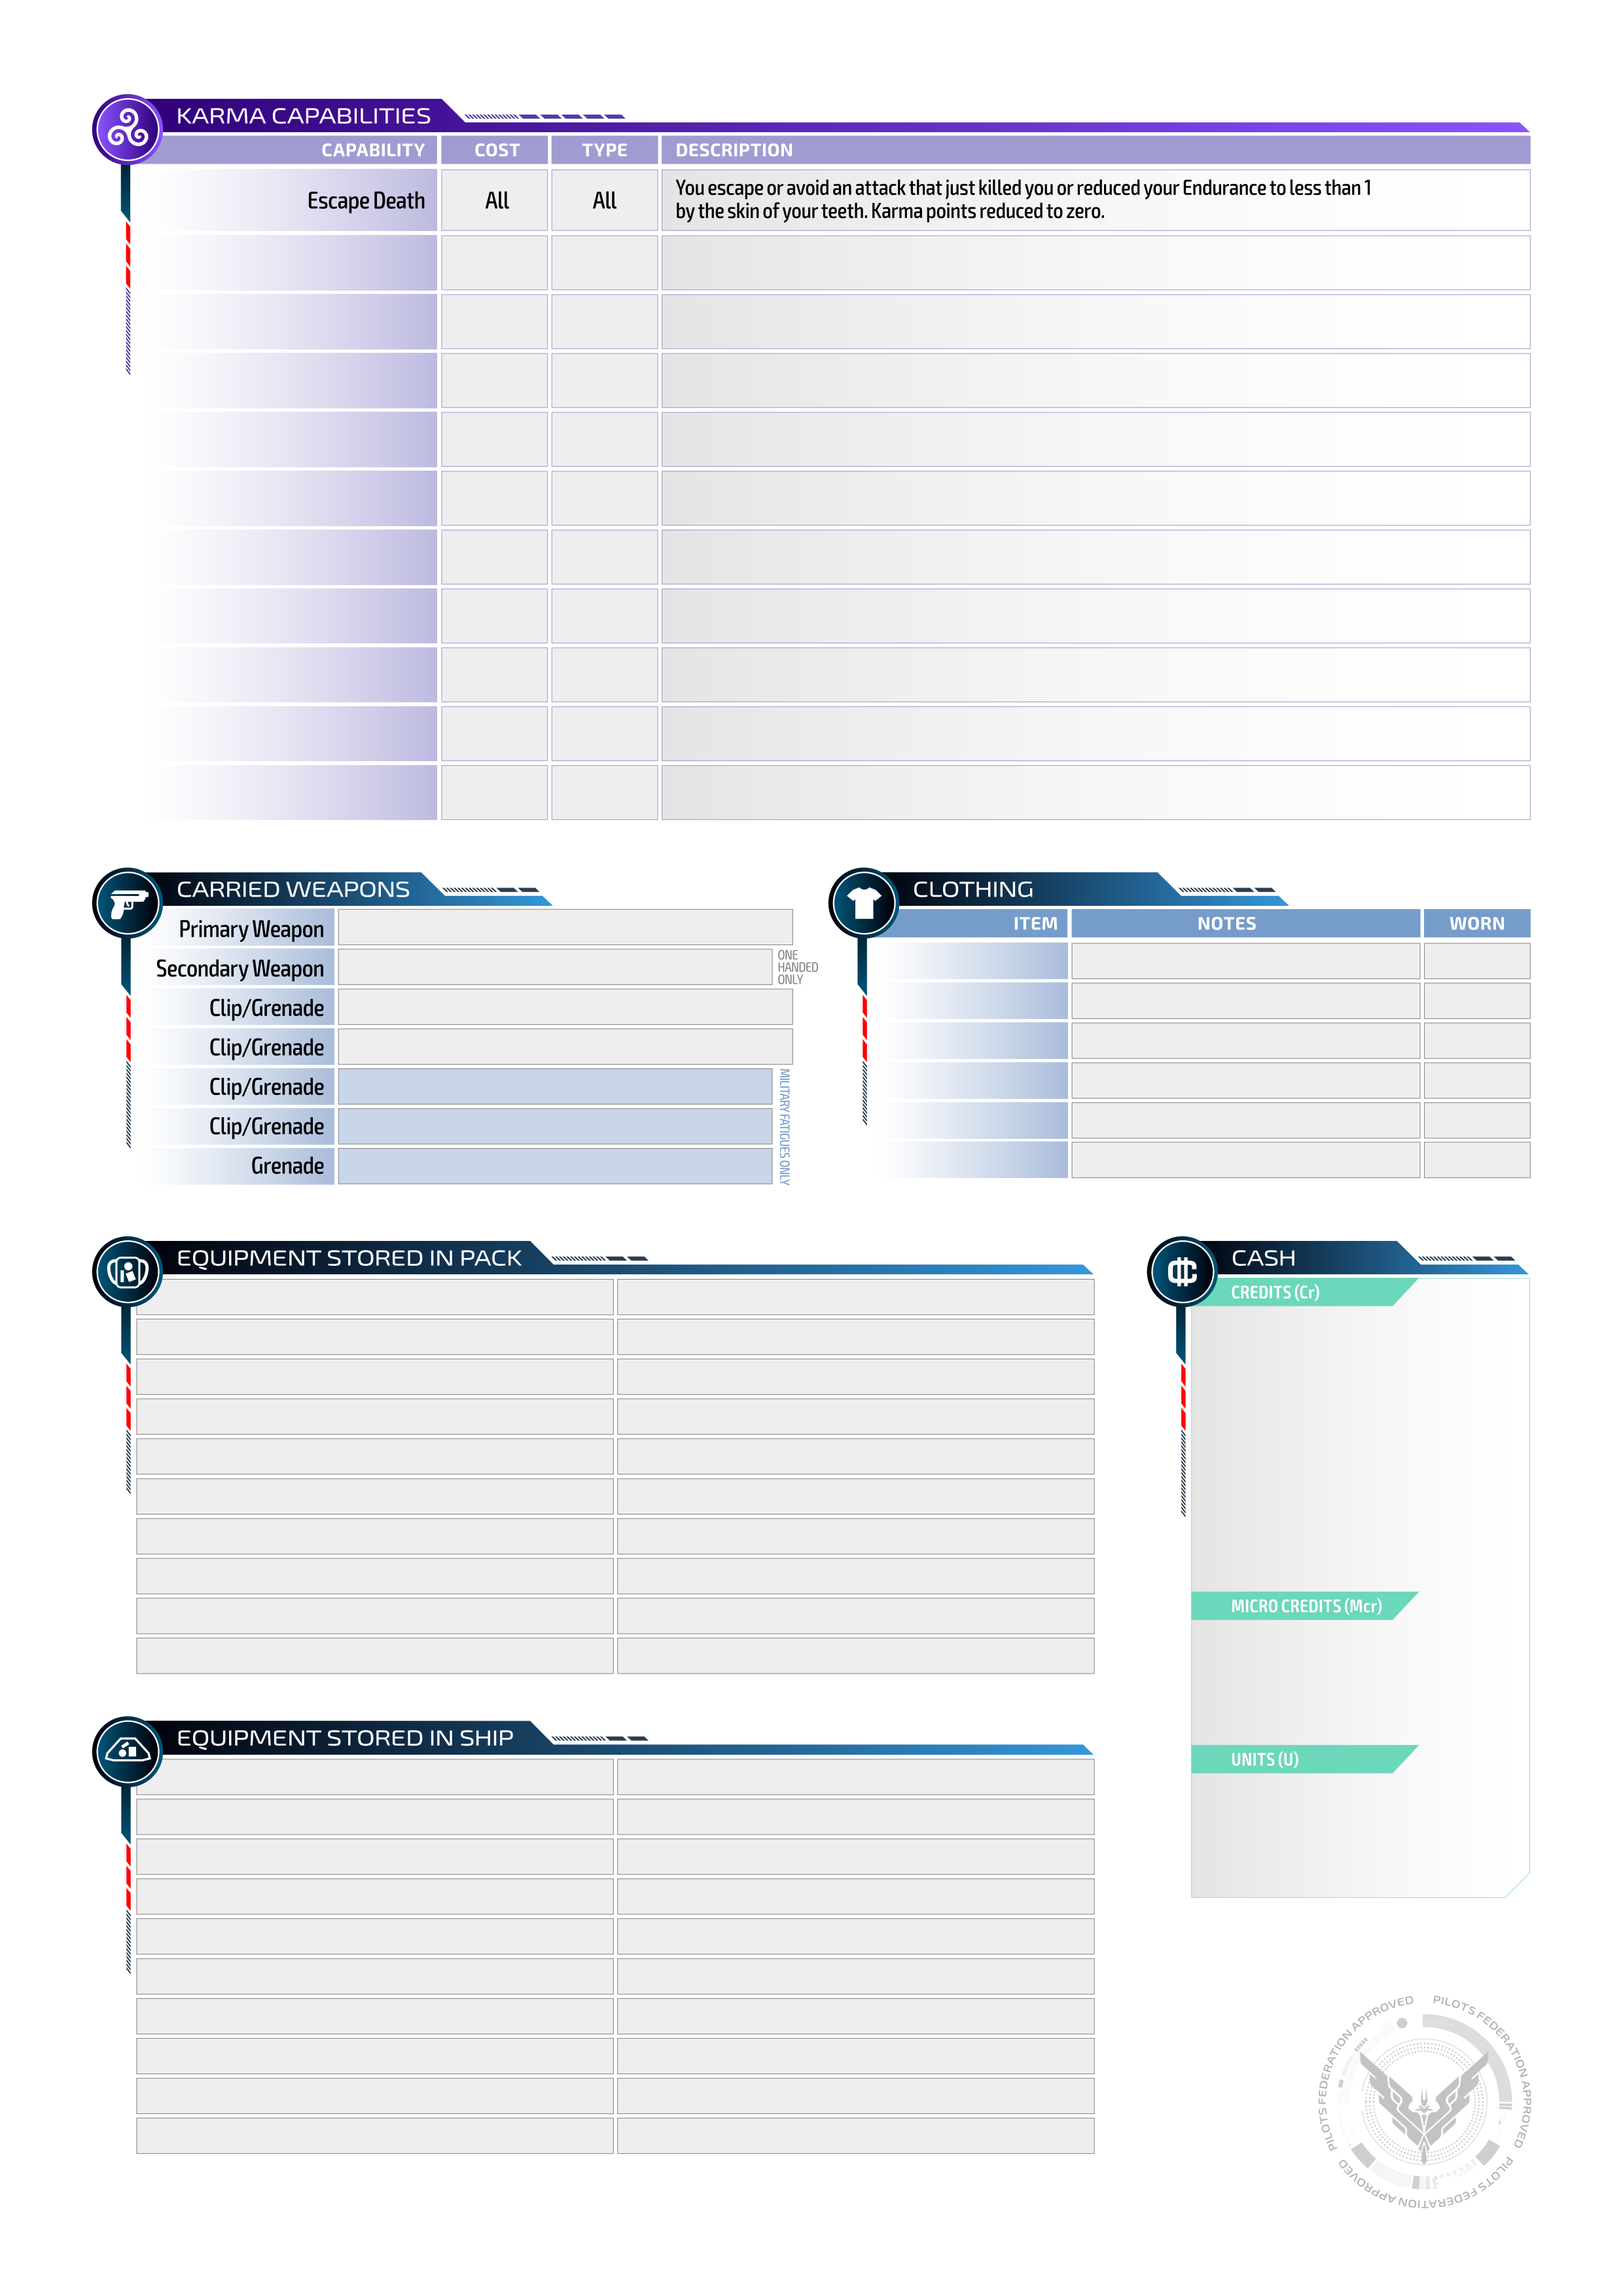 KARMA CAPABILITIES
CAPABILITY COST TYPE DESCRIPTION
Escape Death All All You escape or avoid an attack that just killed you or reduced your Endurance to less than 1
by the skin of your teeth. Karma points reduced to zero.
CARRIED WEAPONS
Primary Weapon
Secondary Weapon
ONE
HANDED
ONLY
Clip/Grenade
Clip/Grenade
Clip/Grenade
Clip/Grenade
Grenade
MILITARY FATIGUES ONLY
CLOTHING
ITEM NOTES WORN
EQUIPMENT STORED IN PACK
CASH
CREDITS (Cr)
MICRO CREDITS (Mcr)
UNITS (U)
EQUIPMENT STORED IN SHIP
PILOTS FEDERATION APPROVED
PILOTS FEDERATION APPROVED
PILOTS FEDERATION APPROVED